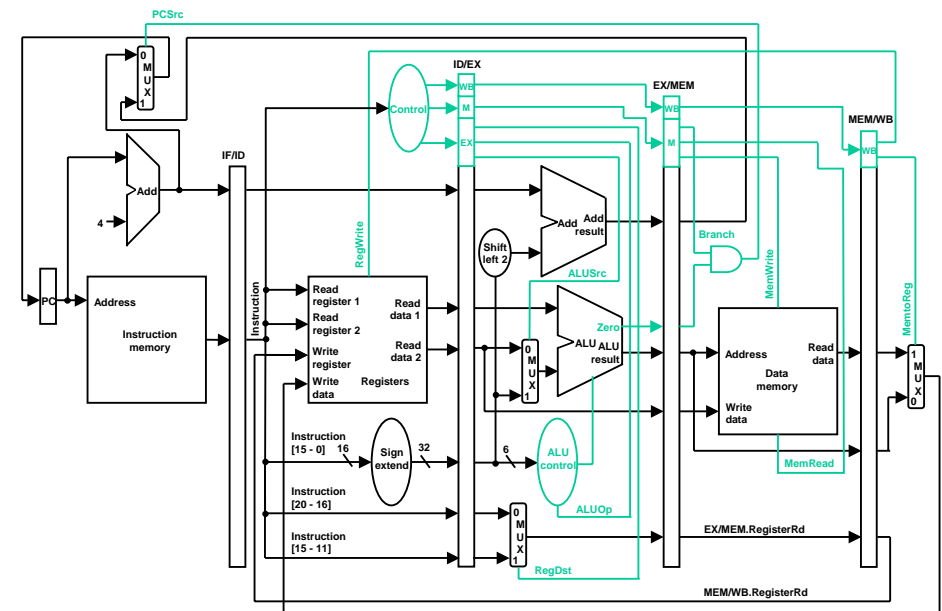 PCSrc
0
M
U
X
1
ID/EX
WB
Control
M
EX
EX/MEM
WB
M
MEM/WB
WB
IF/ID
Add
4
RegWrite
Add
Add
result
Shift
left 2
Branch
MemWrite
ALUSrc
MemtoReg
PC
Address
Instruction
memory
Instruction
Read
register 1
Read
register 2
Write
register
Write
data
Registers
Read
data 1
Read
data 2
0
M
U
X
1
Zero
ALU
ALU
result
Address
Write
data
Data
memory
Read
data
1
M
U
X
0
MemRead
Instruction
[15 - 0]
16
Sign
extend
32
6
ALU
control
ALUOp
Instruction
[20 - 16]
Instruction
[15 - 11]
0
M
U
X
1
RegDst
EX/MEM.RegisterRd
MEM/WB.RegisterRd